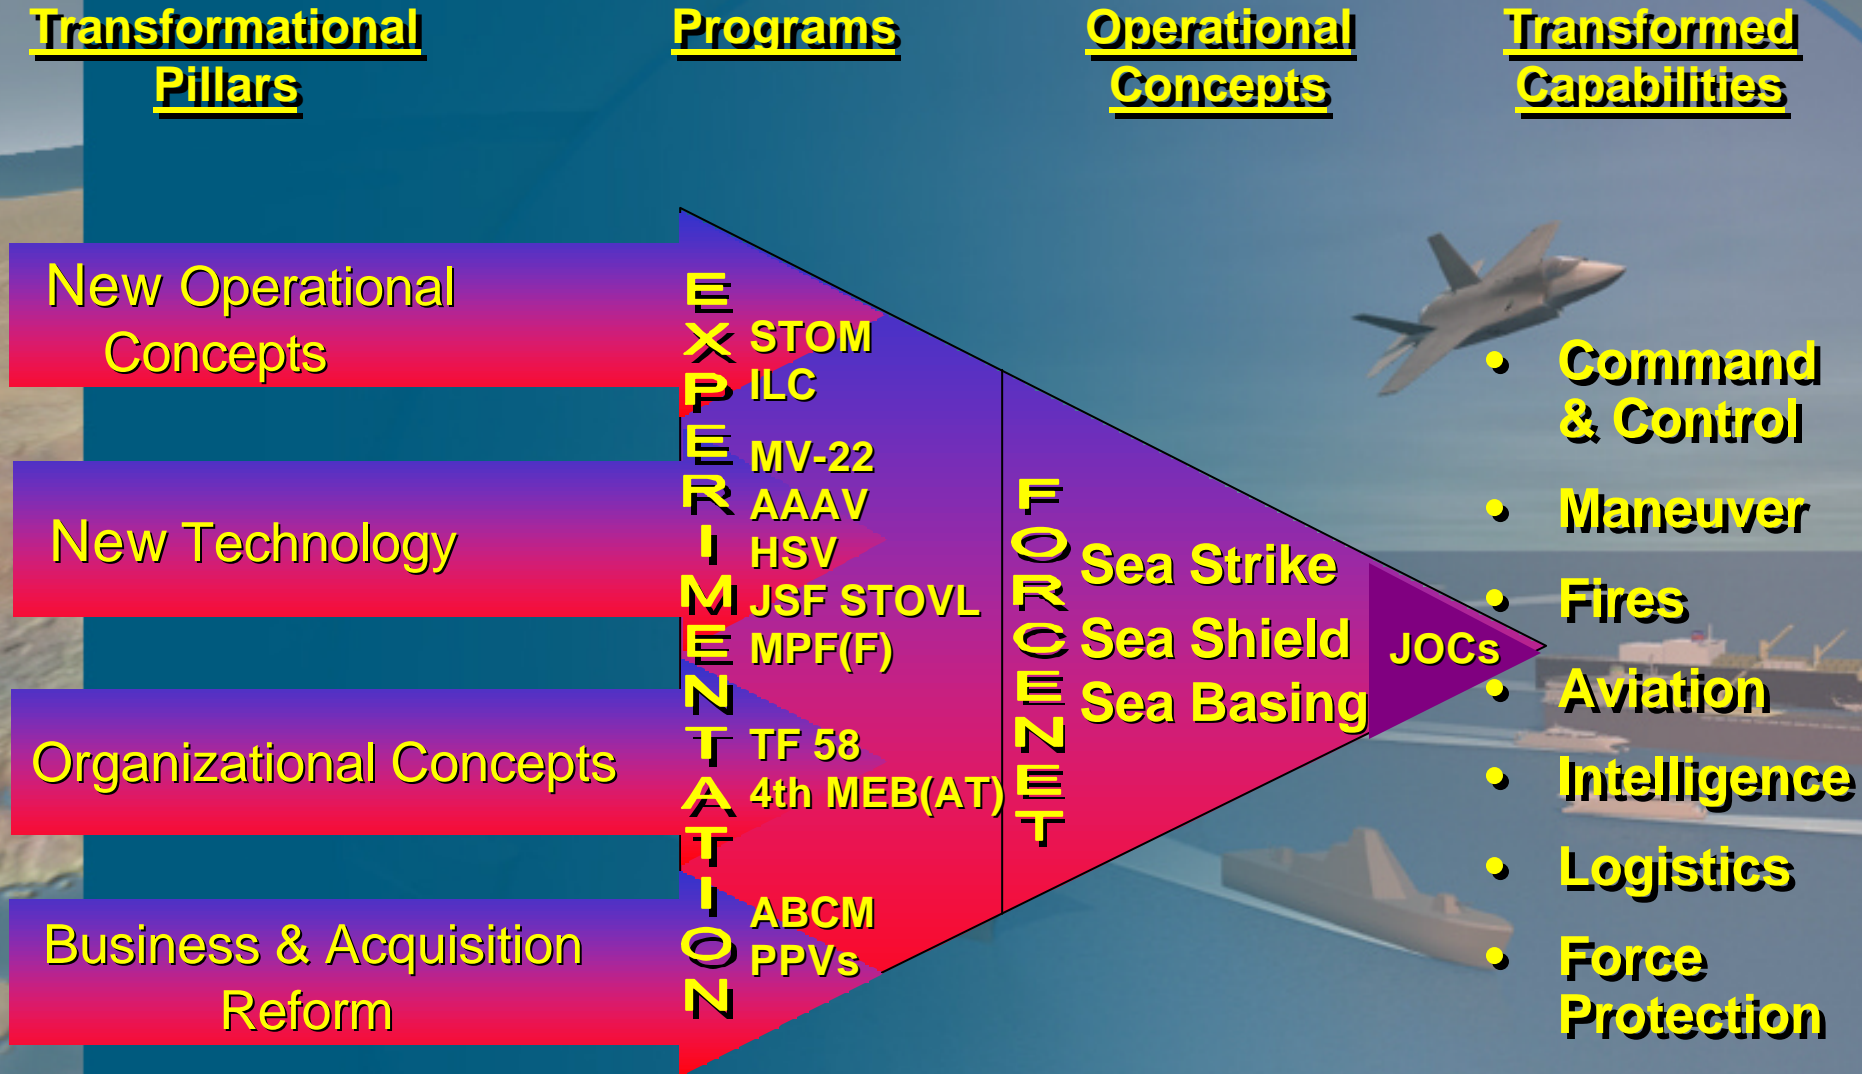 Transformational
Pillars
Programs
Operational
Concepts
Transformed
Capabilities
New Operational
Concepts
New Technology
Organizational Concepts
Business & Acquisition
Reform
EXPERIMENTATION
STOM
ILC
MV-22
AAAV
HSV
JSF STOVL
MPF(F)
TF 58
4th MEB(AT)
ABCM
PPVs
FORCENET
Sea Strike
Sea Shield
Sea Basing
JOCs
• Command
& Control
• Maneuver
• Fires
• Aviation
• Intelligence
• Logistics
• Force
Protection